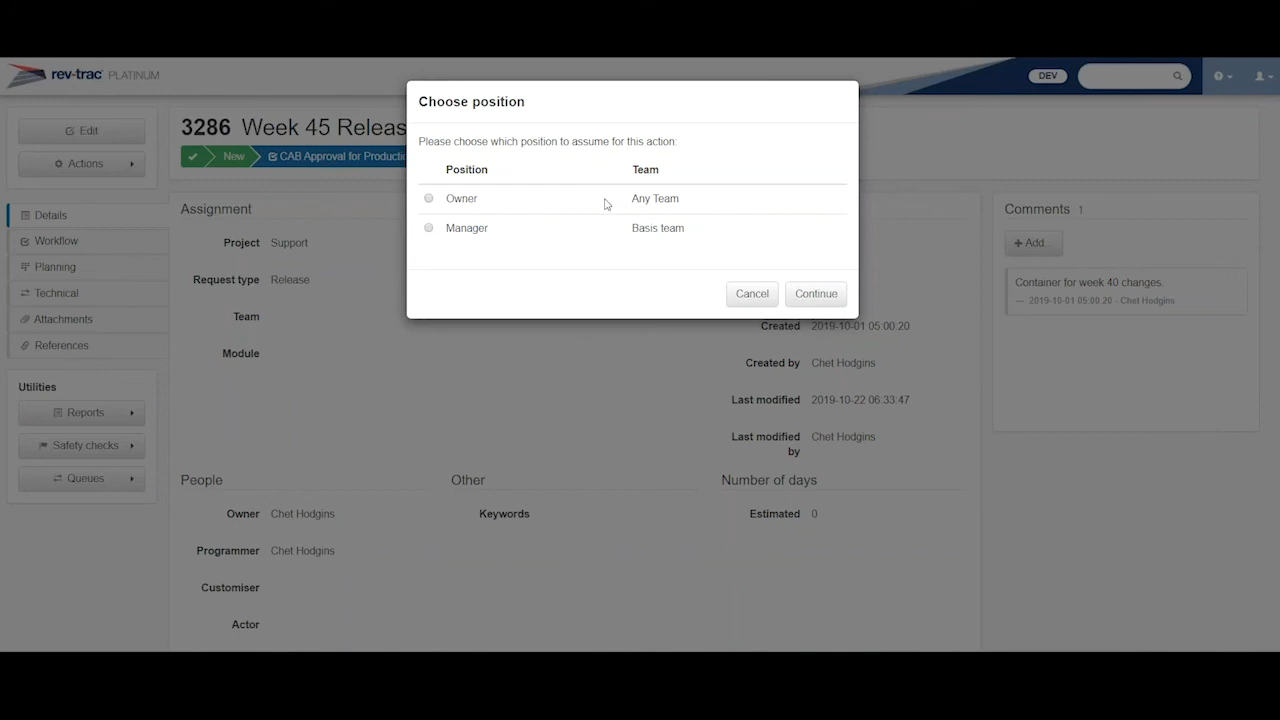 rev-trac PLATINUM
DEV
Edit
Actions
3286 Week 45 Releas
New
CAB Approval for Productio
Choose position
Please choose which position to assume for this action:
Position Team
Owner Any Team
Manager Basis team
Cancel Continue
Details
Workflow
Planning
Technical
Attachments
References
Utilities
Reports
Safety checks
Queues
Assignment
Project Support
Request type Release
Team
Module
Created 2019-10-01 05:00:20
Created by Chet Hodgins
Last modified 2019-10-22 06:33:47
Last modified by Chet Hodgins
People
Owner Chet Hodgins
Programmer Chet Hodgins
Customiser
Actor
Other
Keywords
Number of days
Estimated 0
Comments 1
+ Add...
Container for week 40 changes.
— 2019-10-01 05:00:20 - Chet Hodgins